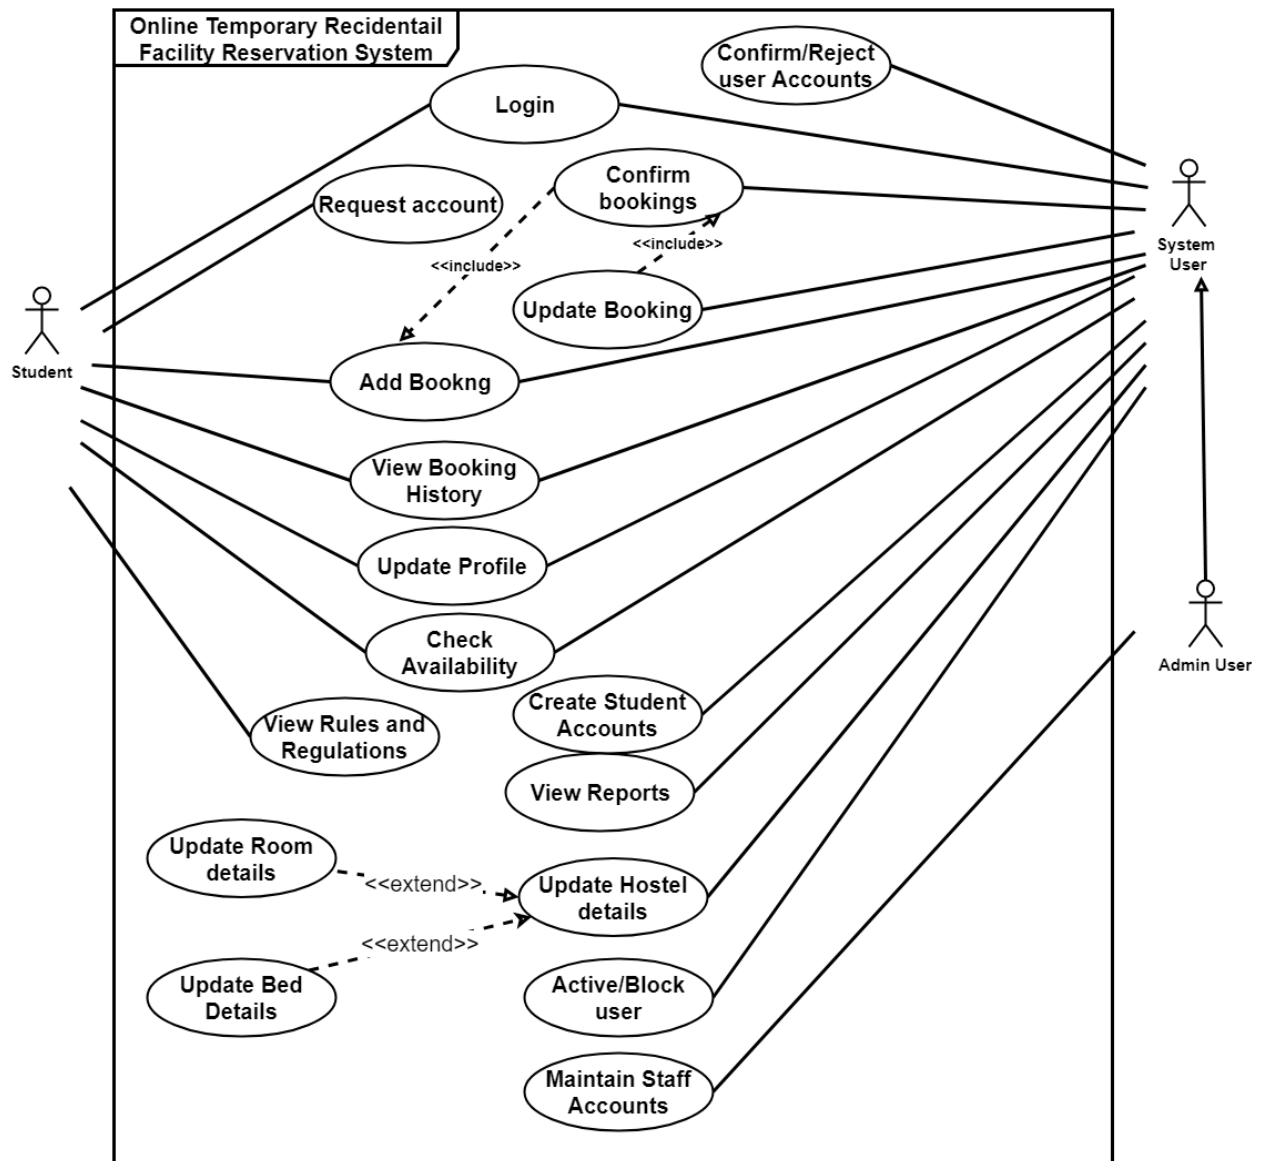 Online Temporary Recidentail
Facility Reservation System
Confirm/Reject
user Accounts
Login
Confirm
bookings
Request account
<<include>>
<<include>>
System
User
Update Booking
Student
Add Bookng
View Booking
History
Update Profile
Check
Availability
Admin User
Create Student
Accounts
View Rules and
Regulations
View Reports
Update Room
details
<<extend>>
Update Hostel
details
<<extend>>
Update Bed
Details
Active/Block
user
Maintain Staff
Accounts